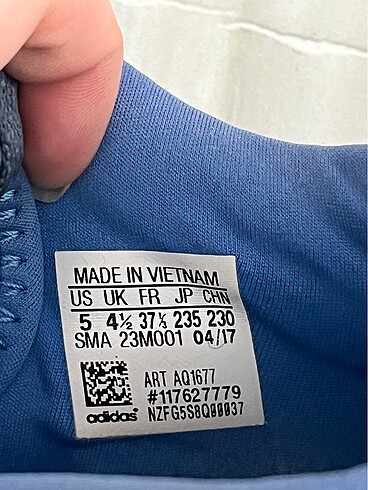 MADE IN VIETNAM
US UK FR JP CHN
5 4½ 37⅓ 235 230
SMA 23M001 04/17
ART AQ1677
#117627779
adidas NZFG5S8Q00037